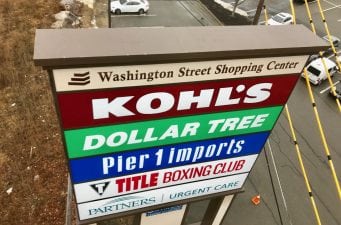 Washington Street Shopping Center
KOHL'S
DOLLAR TREE
Pier 1 imports
TITLE BOXING CLUB
PARTNERS URGENT CARE